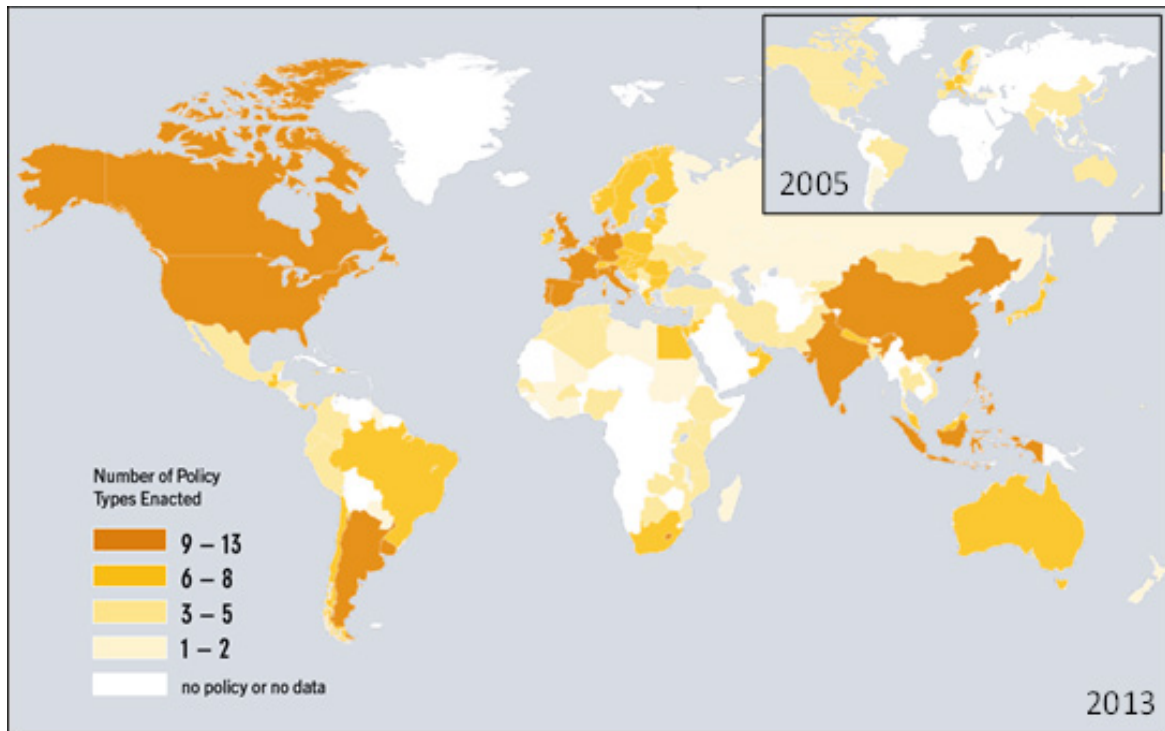 2005
Number of Policy
Types Enacted
9 – 13
6 – 8
3 – 5
1 – 2
no policy or no data
2013